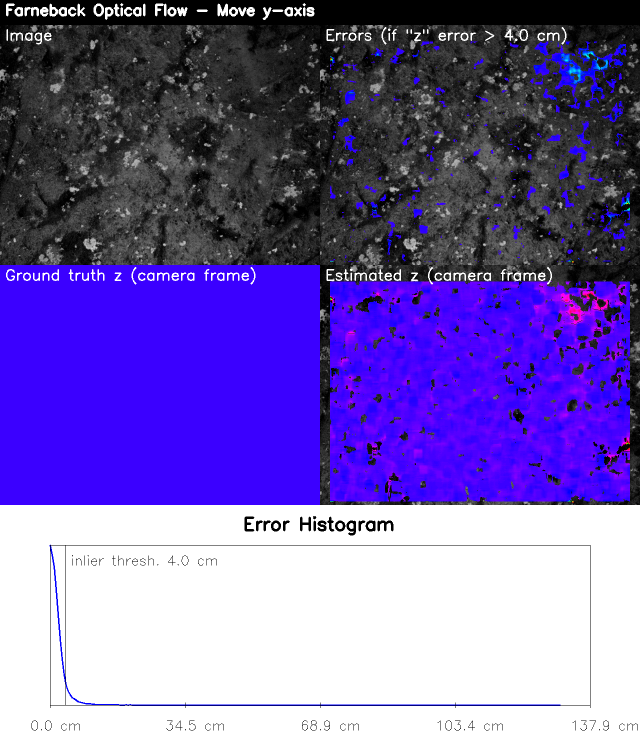 Farneback Optical Flow - Move y-axis
Image
Errors (if "z" error > 4.0 cm)
Ground truth z (camera frame)
Estimated z (camera frame)
Error Histogram
inlier thresh. 4.0 cm
0.0 cm 34.5 cm 68.9 cm 103.4 cm 137.9 cm